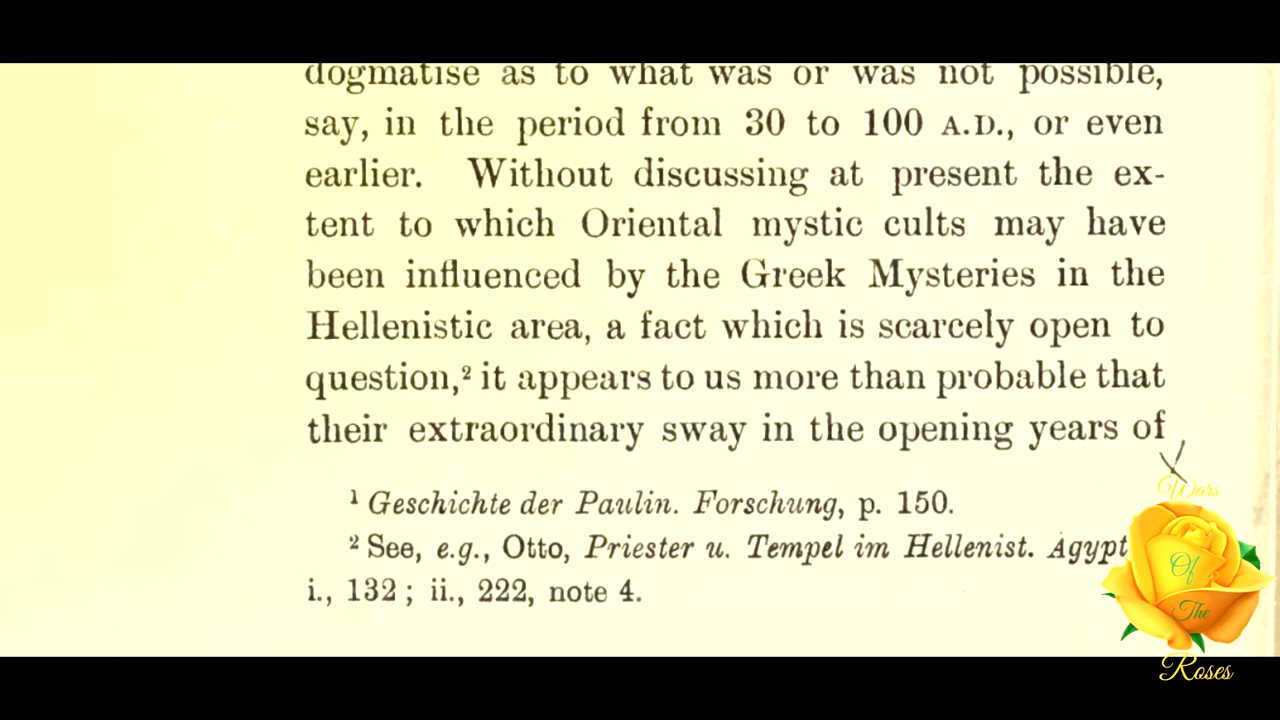 dogmatise as to what was or was not possible,
say, in the period from 30 to 100 A.D., or even
earlier. Without discussing at present the ex-
tent to which Oriental mystic cults may have
been influenced by the Greek Mysteries in the
Hellenistic area, a fact which is scarcely open to
question,² it appears to us more than probable that
their extraordinary sway in the opening years of
¹ Geschichte der Paulin. Forschung, p. 150.
² See, e.g., Otto, Priester u. Tempel im Hellenist. Agypt
i., 132 ; ii., 222, note 4.
Wars
Of
The
Roses